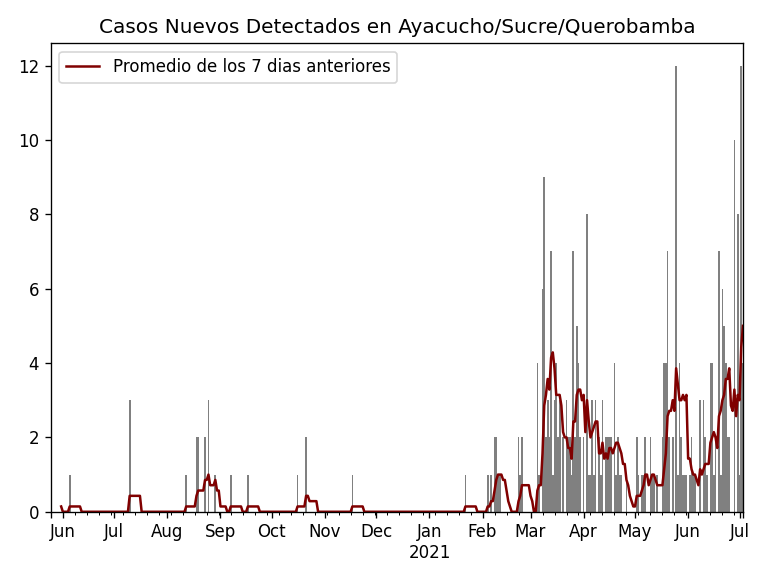 Casos Nuevos Detectados en Ayacucho/Sucre/Querobamba
Promedio de los 7 dias anteriores
12
10
8
6
4
2
0
Jun Jul Aug Sep Oct Nov Dec Jan Feb Mar Apr May Jun Jul
2021